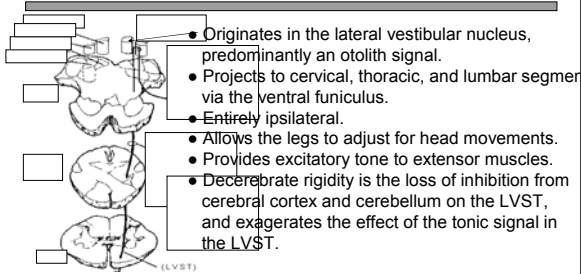 ● Originates in the lateral vestibular nucleus,
predominantly an otolith signal.
● Projects to cervical, thoracic, and lumbar segmen
via the ventral funiculus.
● Entirely ipsilateral.
● Allows the legs to adjust for head movements.
● Provides excitatory tone to extensor muscles.
● Decerebrate rigidity is the loss of inhibition from
cerebral cortex and cerebellum on the LVST,
and exagerates the effect of the tonic signal in
the LVST.
(LVST)